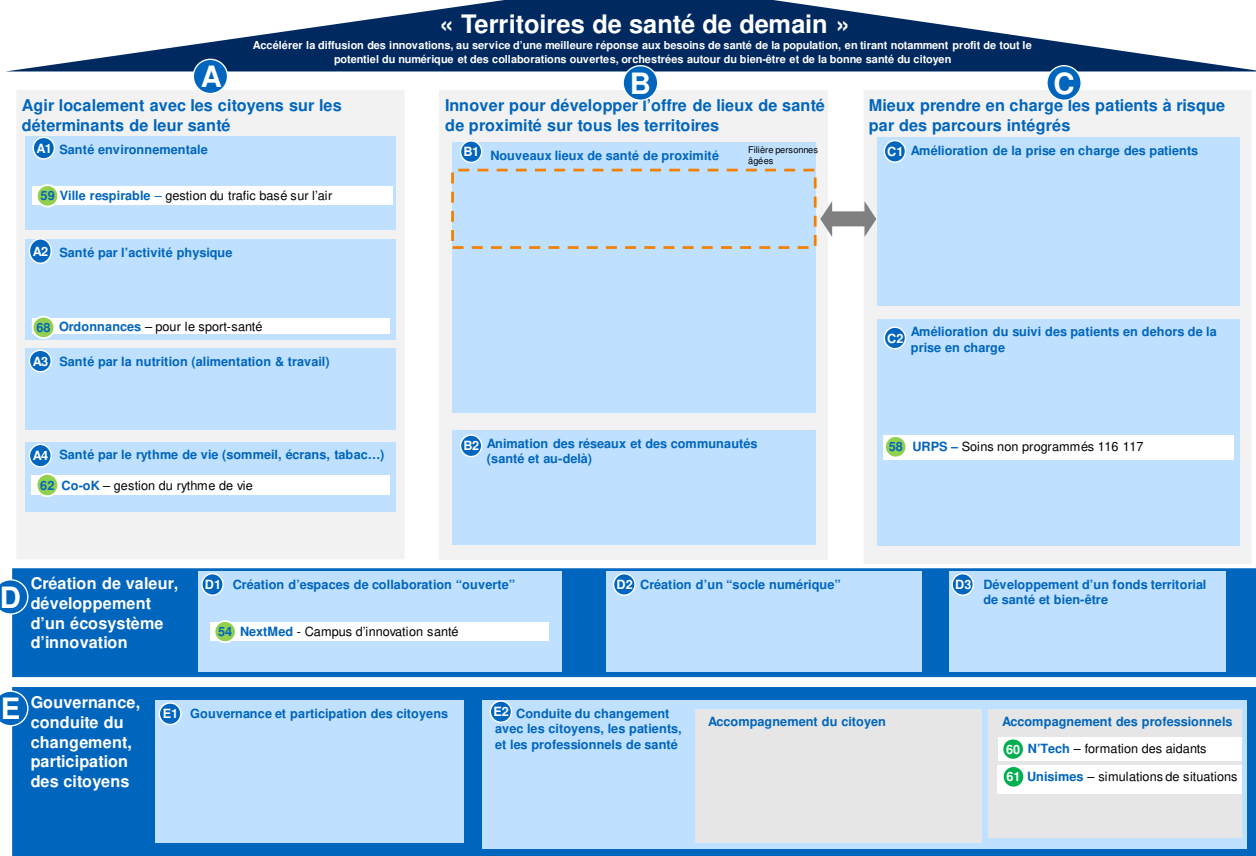 « Territoires de santé de demain »
Accélérer la diffusion des innovations, au service d'une meilleure réponse aux besoins de santé de la population, en tirant notamment profit de tout le
potentiel du numérique et des collaborations ouvertes, orchestrées autour du bien-être et de la bonne santé du citoyen
A
Agir localement avec les citoyens sur les
déterminants de leur santé
A1 Santé environnementale
59 Ville respirable – gestion du trafic basé sur l'air
A2 Santé par l'activité physique
68 Ordonnances – pour le sport-santé
A3 Santé par la nutrition (alimentation & travail)
A4 Santé par le rythme de vie (sommeil, écrans, tabac…)
62 Co-oK – gestion du rythme de vie
B
Innover pour développer l'offre de lieux de santé
de proximité sur tous les territoires
B1 Nouveaux lieux de santé de proximité
Filière personnes
âgées
B2 Animation des réseaux et des communautés
(santé et au-delà)
C
Mieux prendre en charge les patients à risque
par des parcours intégrés
C1 Amélioration de la prise en charge des patients
C2 Amélioration du suivi des patients en dehors de la
prise en charge
58 URPS – Soins non programmés 116 117
D
Création de valeur,
développement
d'un écosystème
d'innovation
D1 Création d'espaces de collaboration “ouverte”
54 NextMed - Campus d'innovation santé
D2 Création d'un “socle numérique”
D3 Développement d'un fonds territorial
de santé et bien-être
E
Gouvernance,
conduite du
changement,
participation
des citoyens
E1 Gouvernance et participation des citoyens
E2 Conduite du changement
avec les citoyens, les patients,
et les professionnels de santé
Accompagnement du citoyen
Accompagnement des professionnels
60 N'Tech – formation des aidants
61 Unisimes – simulations de situations